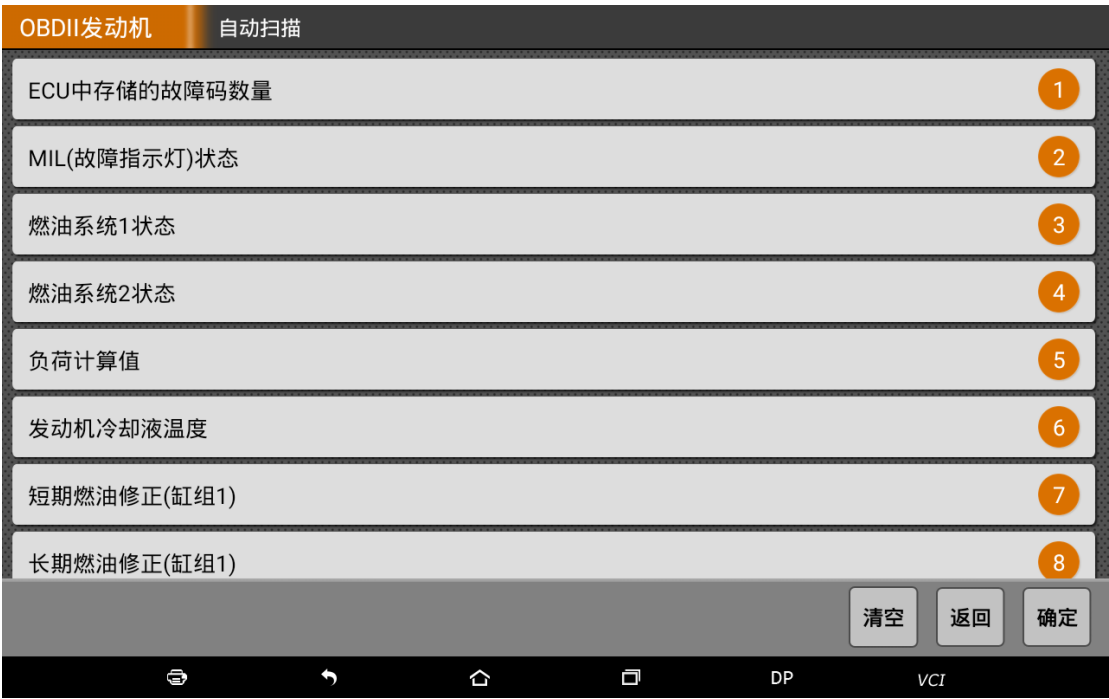 OBDII发动机 自动扫描
ECU中存储的故障码数量 1
MIL(故障指示灯)状态 2
燃油系统1状态 3
燃油系统2状态 4
负荷计算值 5
发动机冷却液温度 6
短期燃油修正(缸组1) 7
长期燃油修正(缸组1) 8
清空 返回 确定
DP VCI